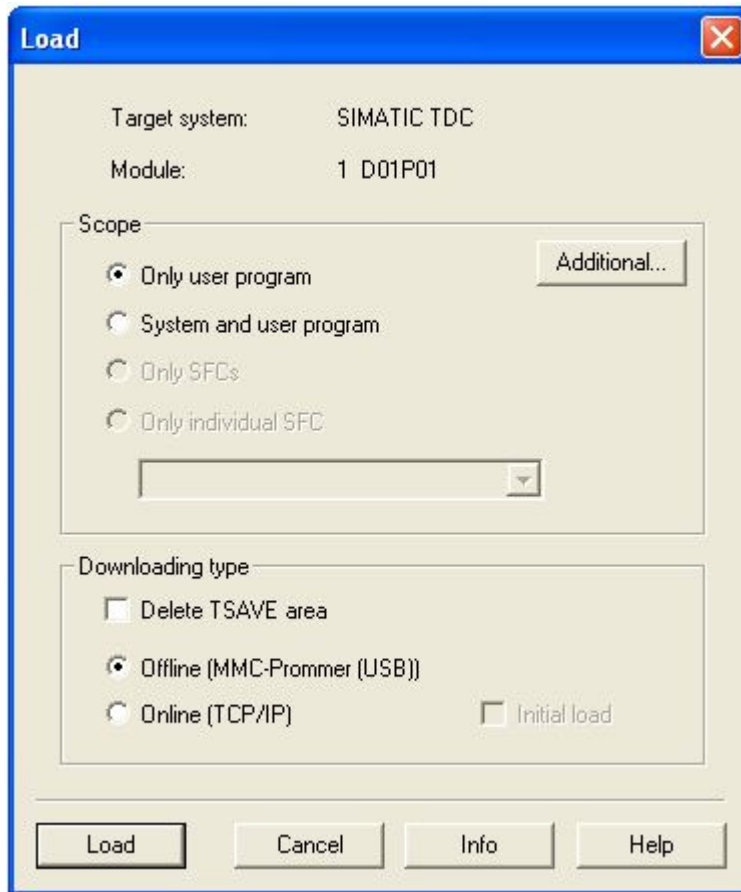 Load
Target system: SIMATIC TDC
Module: 1 D01P01
Scope
Only user program
Additional...
System and user program
Only SFCs
Only individual SFC
Downloading type
Delete TSAVE area
Offline (MMC-Prommer (USB))
Online (TCP/IP) Initial load
Load Cancel Info Help